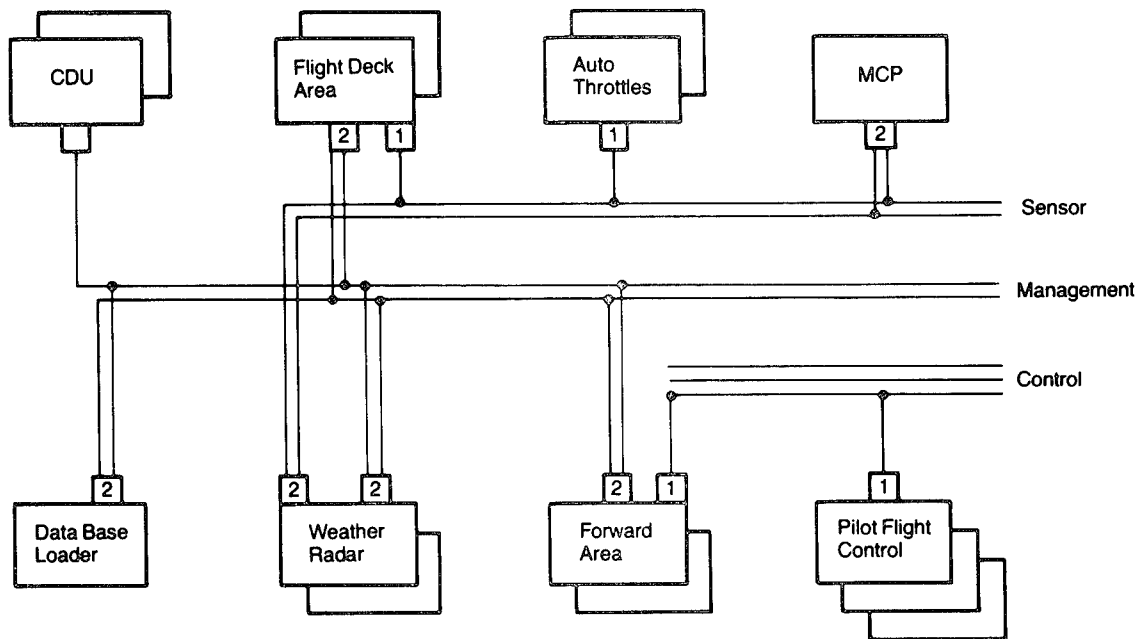 CDU
Flight Deck
Area
Auto
Throttles
MCP
2
1
1
2
Sensor
Management
Control
2
2
2
2
1
1
Data Base
Loader
Weather
Radar
Forward
Area
Pilot Flight
Control